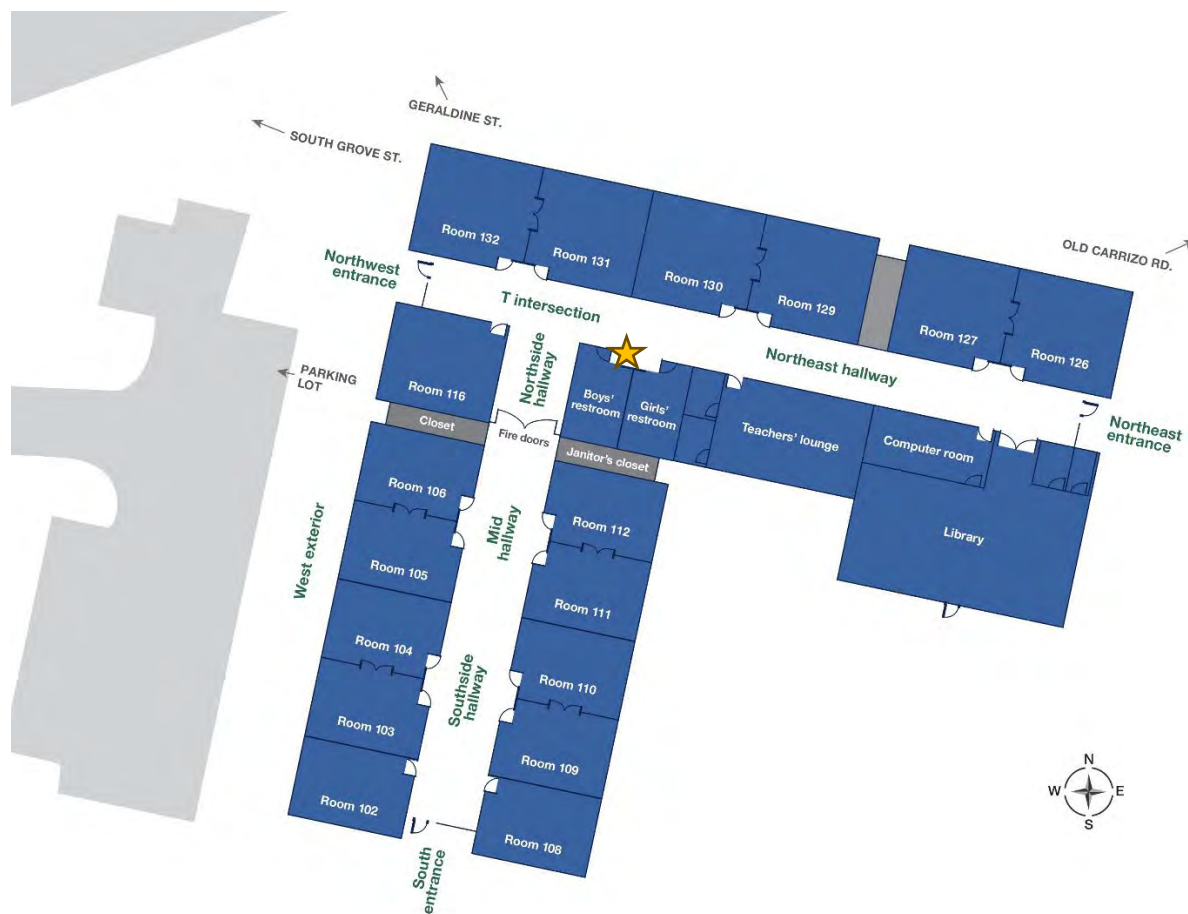 GERALDINE ST.
SOUTH GROVE ST.
OLD CARRIZO RD.
Room 132
Room 131
Room 130
Room 129
Room 127
Room 126
Northwest
entrance
T intersection
Northside
hallway
Northeast hallway
Northeast
entrance
PARKING
LOT
Room 116
Boys'
restroom
Girls'
restroom
Teachers' lounge
Computer room
Library
Closet
Fire doors
Janitor's closet
Room 106
Room 112
Mid
hallway
West exterior
Room 105
Room 111
Room 104
Room 110
Southside
hallway
Room 103
Room 109
Room 102
Room 108
South
entrance
N
W
E
S